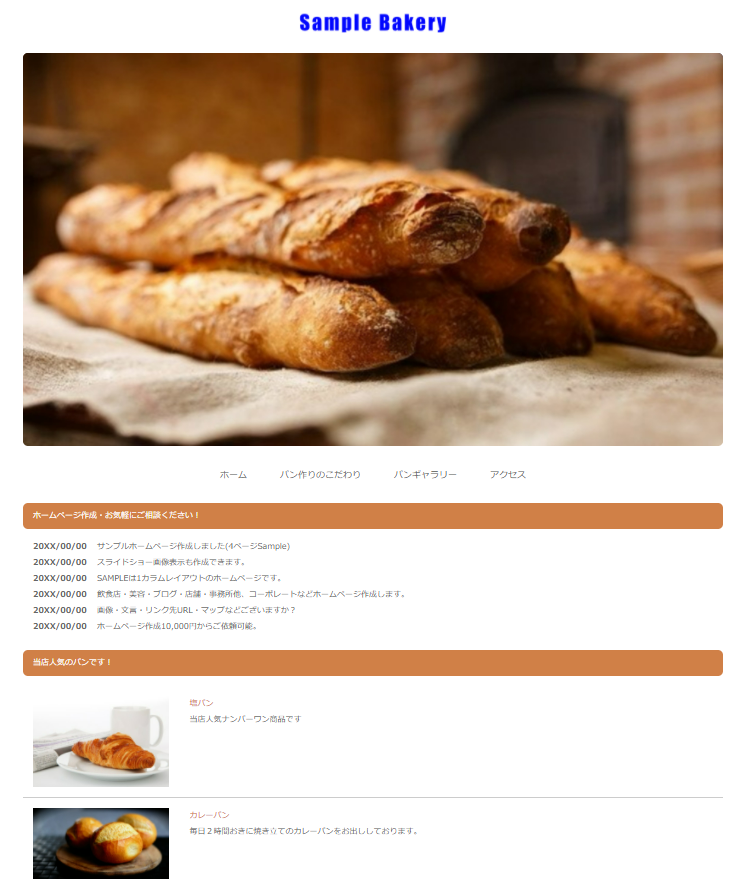 Sample Bakery
ホーム パン作りのこだわり パンギャラリー アクセス
ホームページ作成・お気軽にご相談ください！
20XX/00/00 サンプルホームページ作成しました(4ページSample)
20XX/00/00 スライドショー画像表示も作成できます。
20XX/00/00 SAMPLEは1カラムレイアウトのホームページです。
20XX/00/00 飲食店・美容・ブログ・店舗・事務所他、コーポレートなどホームページ作成します。
20XX/00/00 画像・文言・リンク先URL・マップなどございますか？
20XX/00/00 ホームページ作成10,000円からご依頼可能。
当店人気のパンです！
塩パン
当店人気ナンバーワン商品です
カレーパン
毎日２時間おきに焼き立てのカレーパンをお出ししております。